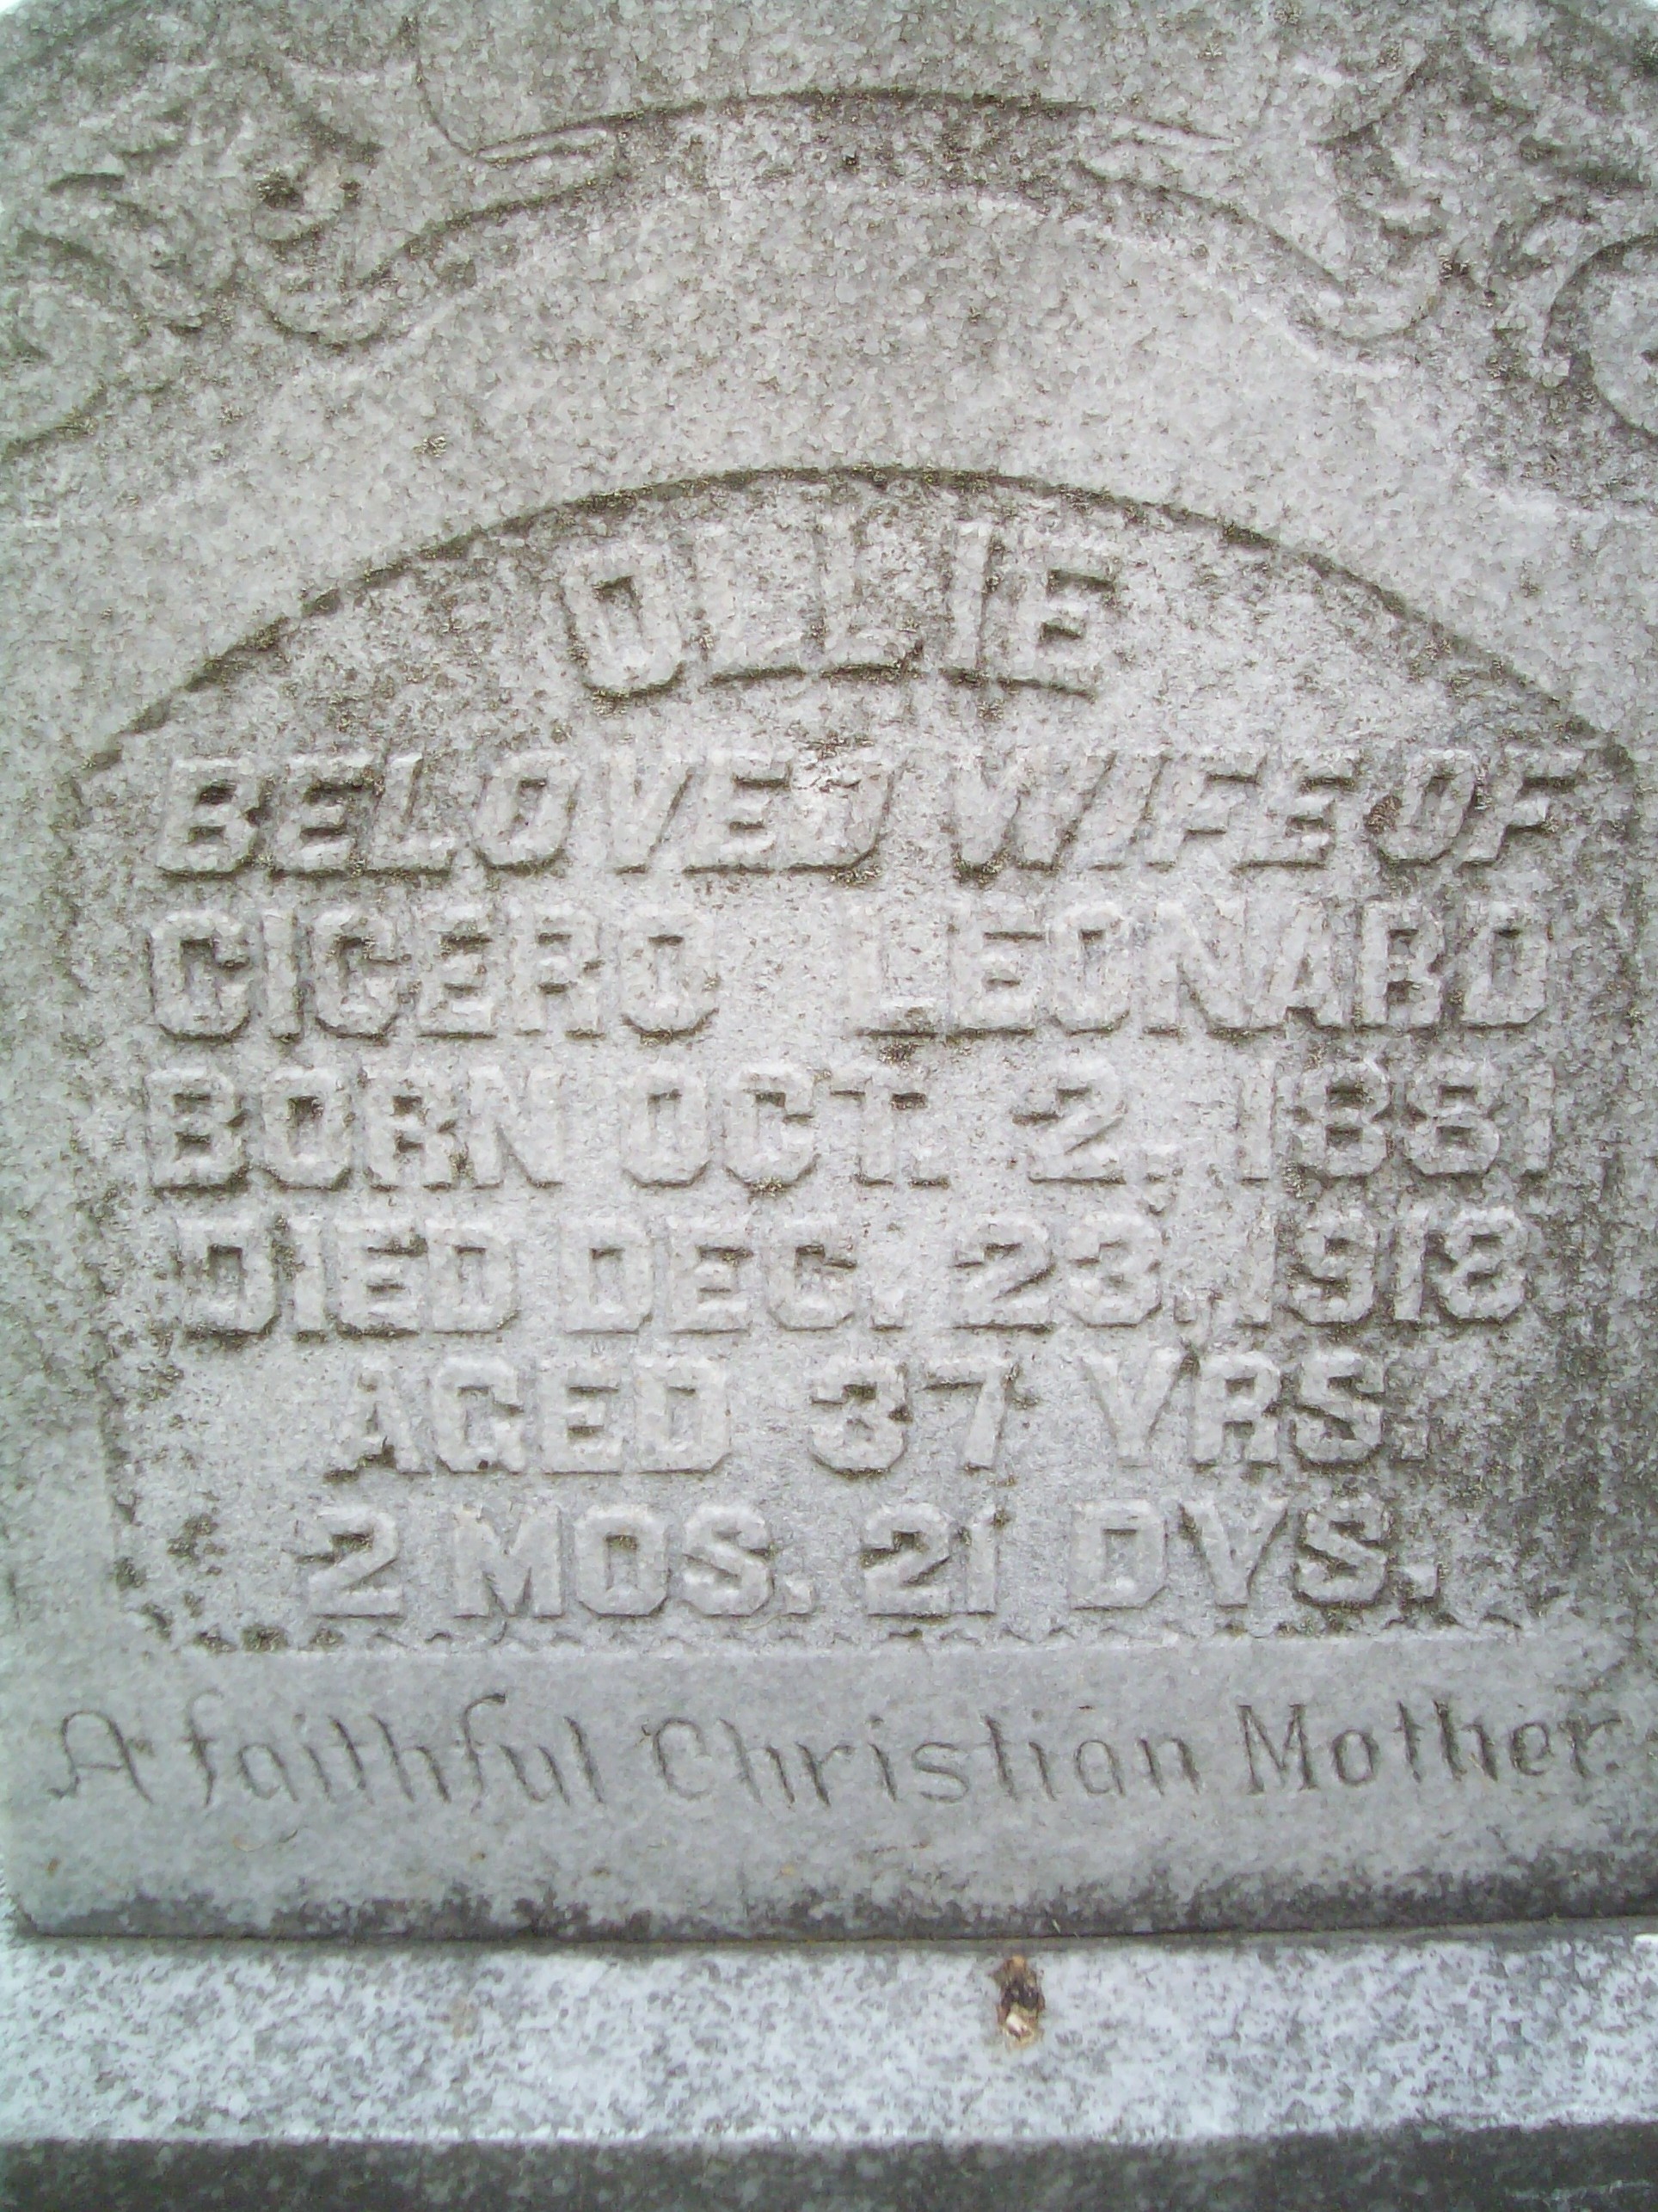 OLLIE
BELOVED WIFE OF
CICERO LEONARD
BORN OCT. 2, 1881,
DIED DEC. 23, 1918
AGED 37 YRS.
2 MOS. 21 DYS.
A faithful Christian Mother.